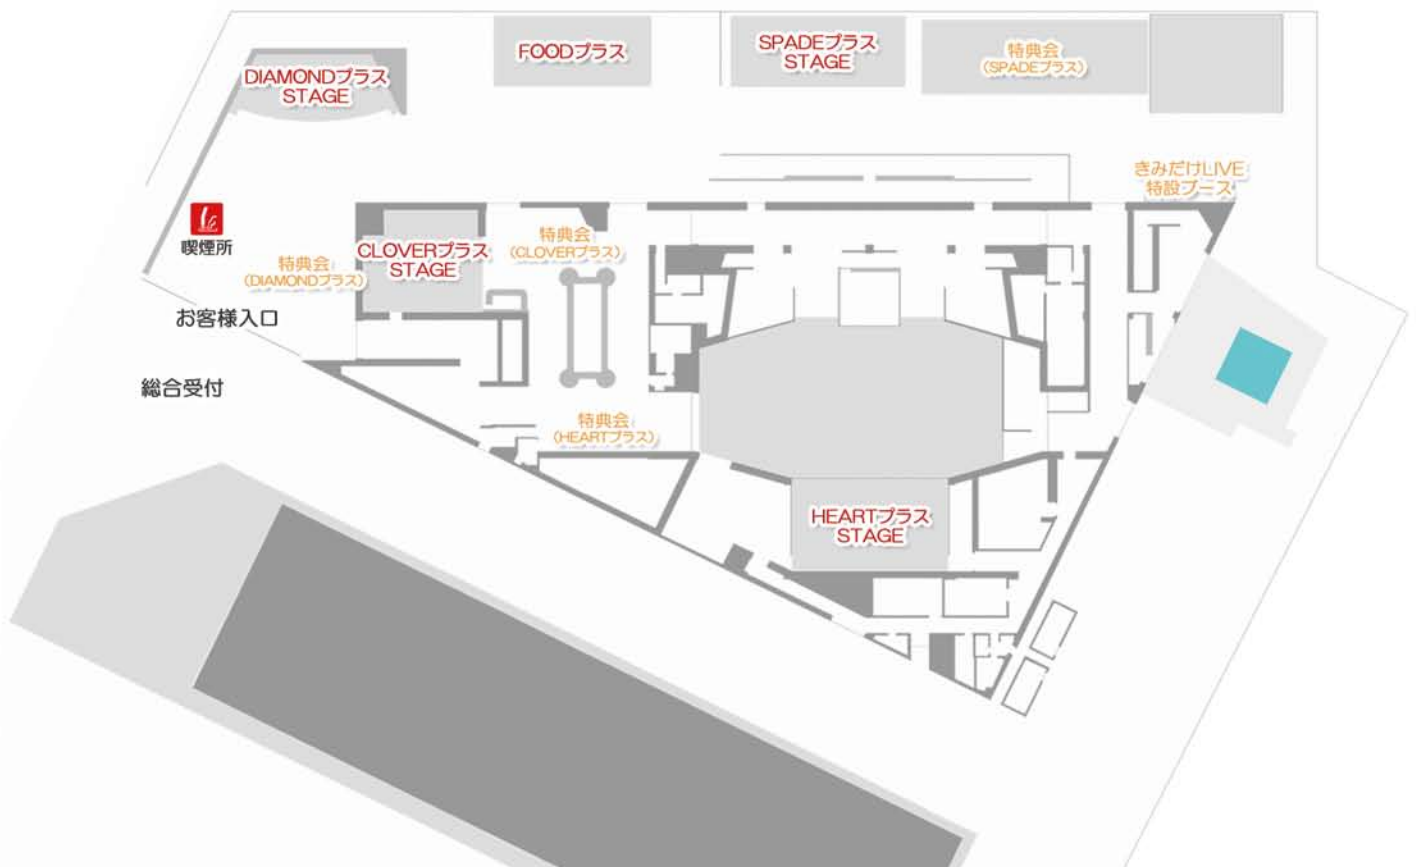 FOODプラス
SPADEプラス
STAGE
特典会
(SPADEプラス)
DIAMONDプラス
STAGE
きみだけLIVE
特設ブース
喫煙所
特典会
(DIAMONDプラス)
CLOVERプラス
STAGE
特典会
(CLOVERプラス)
お客様入口
総合受付
特典会
(HEARTプラス)
HEARTプラス
STAGE